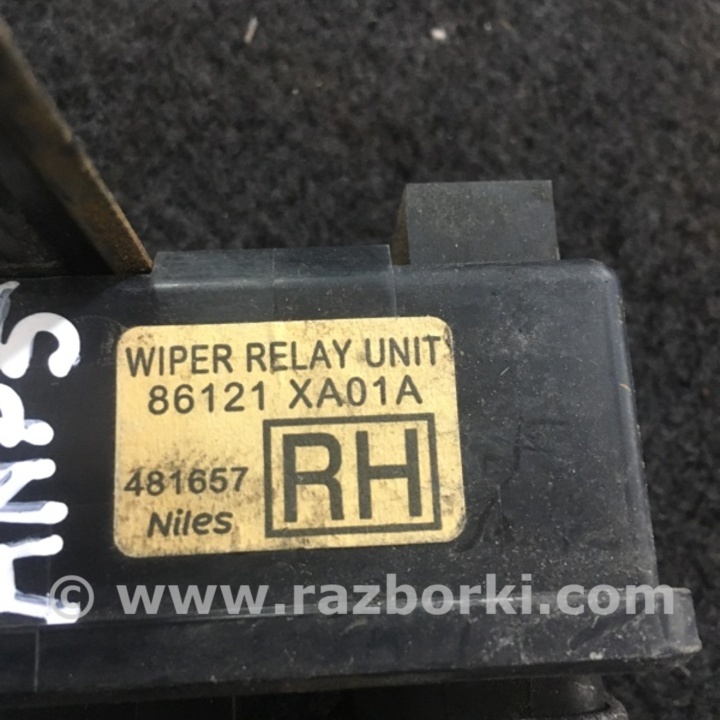 WIPER RELAY UNIT
86121 XA01A
481657
Niles
RH
© www.razborki.com